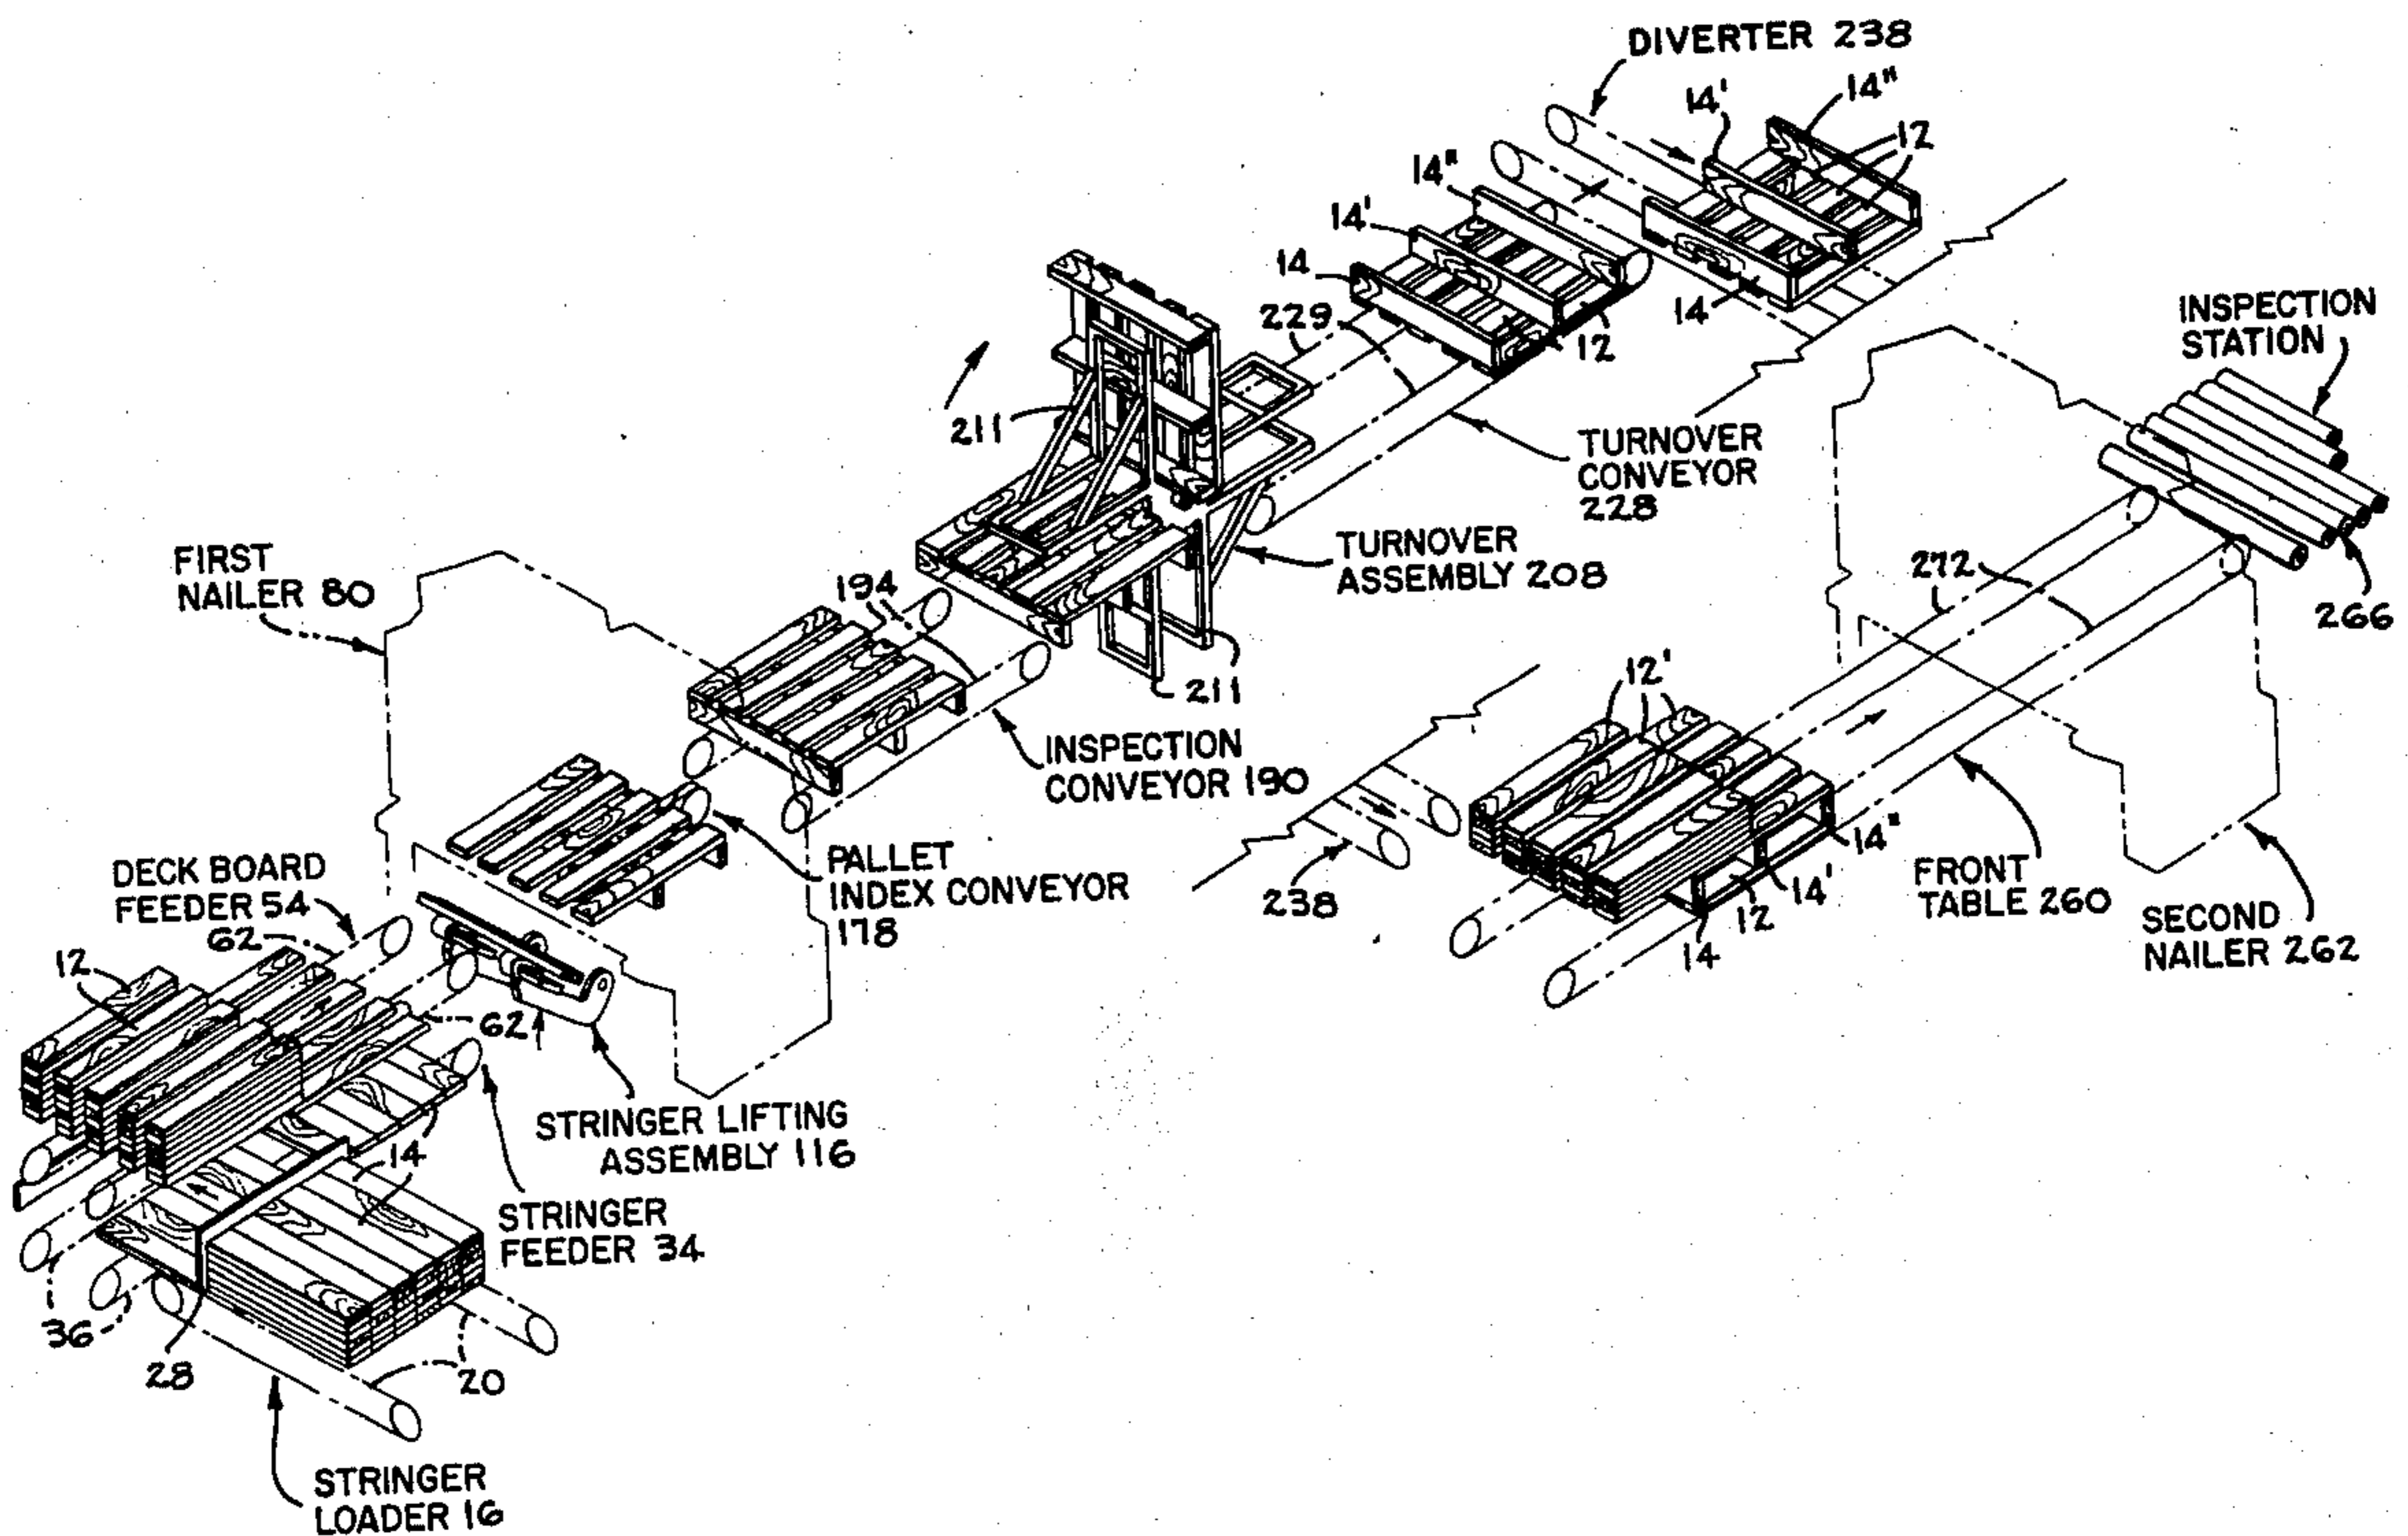 DIVERTER 238
14'
14"
12
14"
14'
14
14
12
229
INSPECTION
STATION
211
TURNOVER
CONVEYOR
228
TURNOVER
ASSEMBLY 208
FIRST
NAILER 80
194
272
266
211
12'
INSPECTION
CONVEYOR 190
PALLET
INDEX CONVEYOR
178
DECK BOARD
FEEDER 54
62
12
62
238
14"
14'
12
14
FRONT
TABLE 260
SECOND
NAILER 262
STRINGER LIFTING
ASSEMBLY 116
14
STRINGER
FEEDER 34
36
28
20
STRINGER
LOADER 16